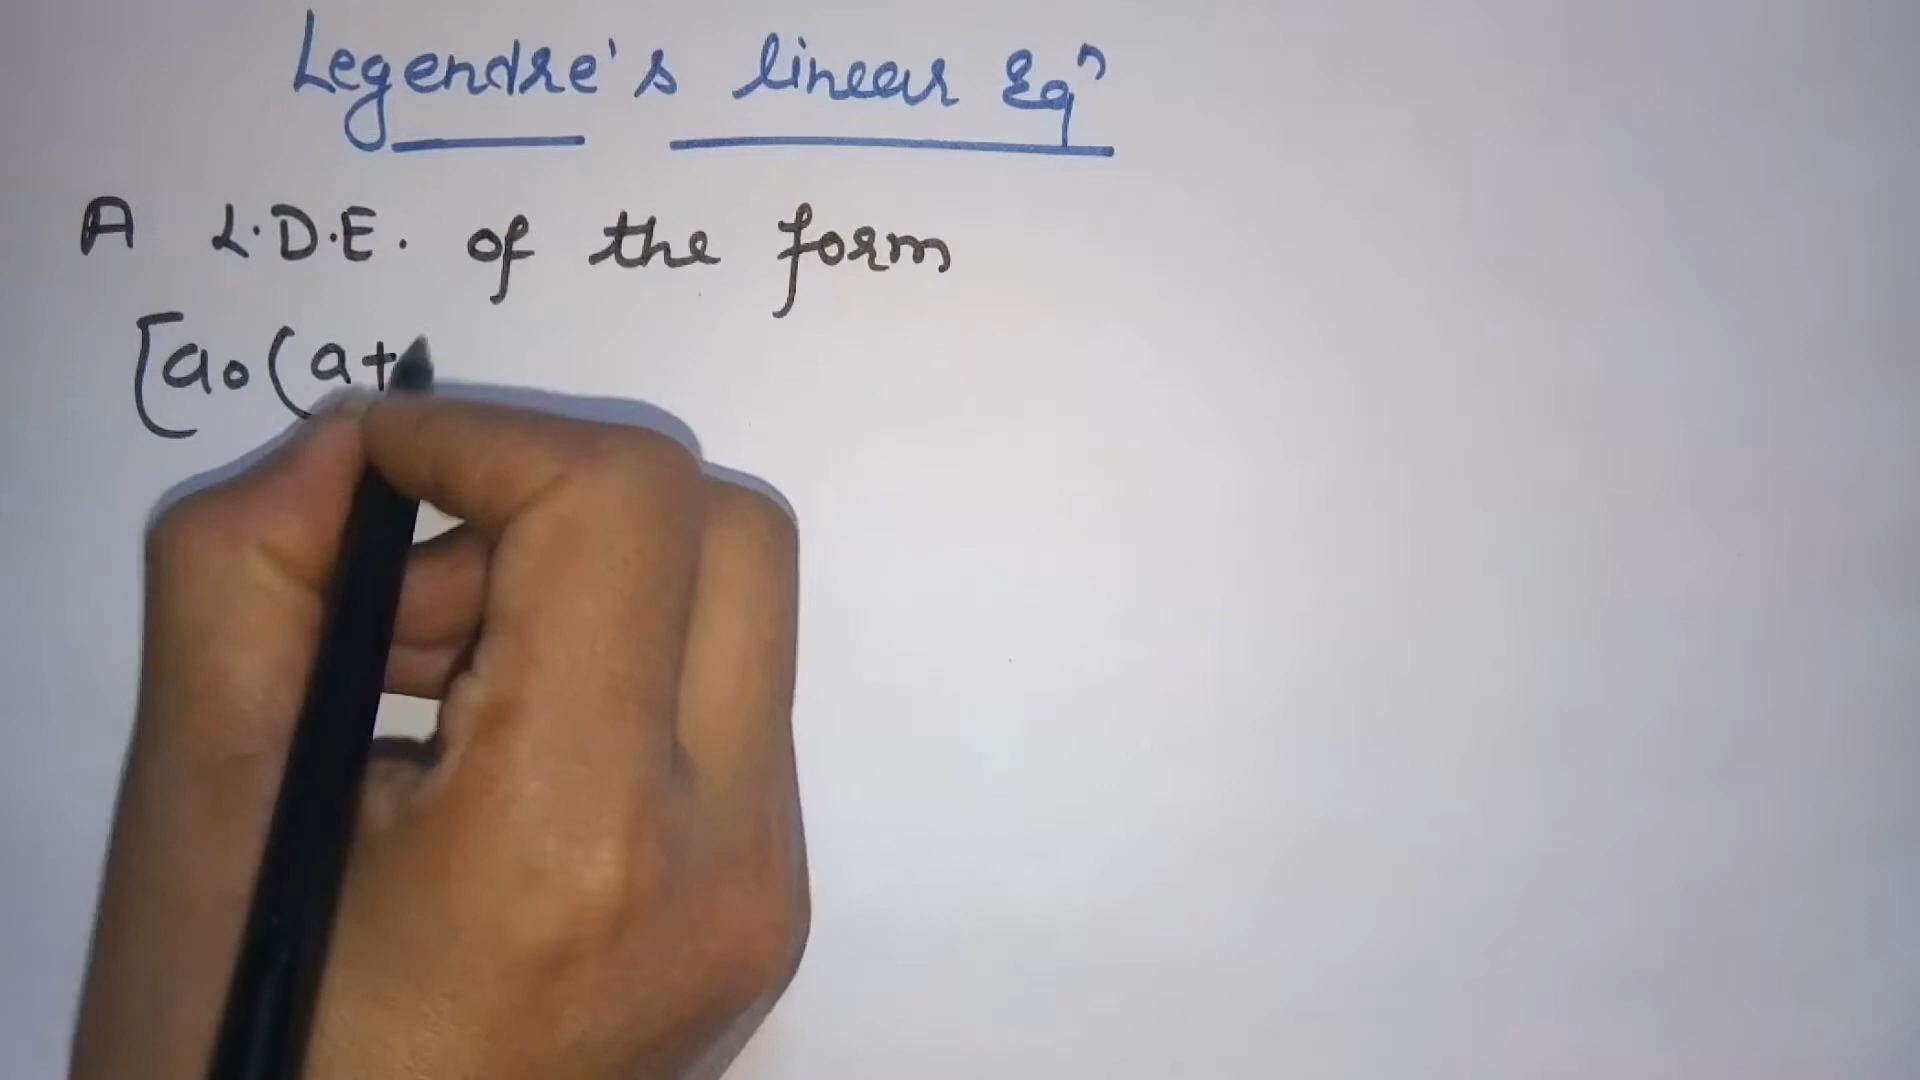 Legendre's linear Eqⁿ
A L.D.E. of the form
[a₀(a+